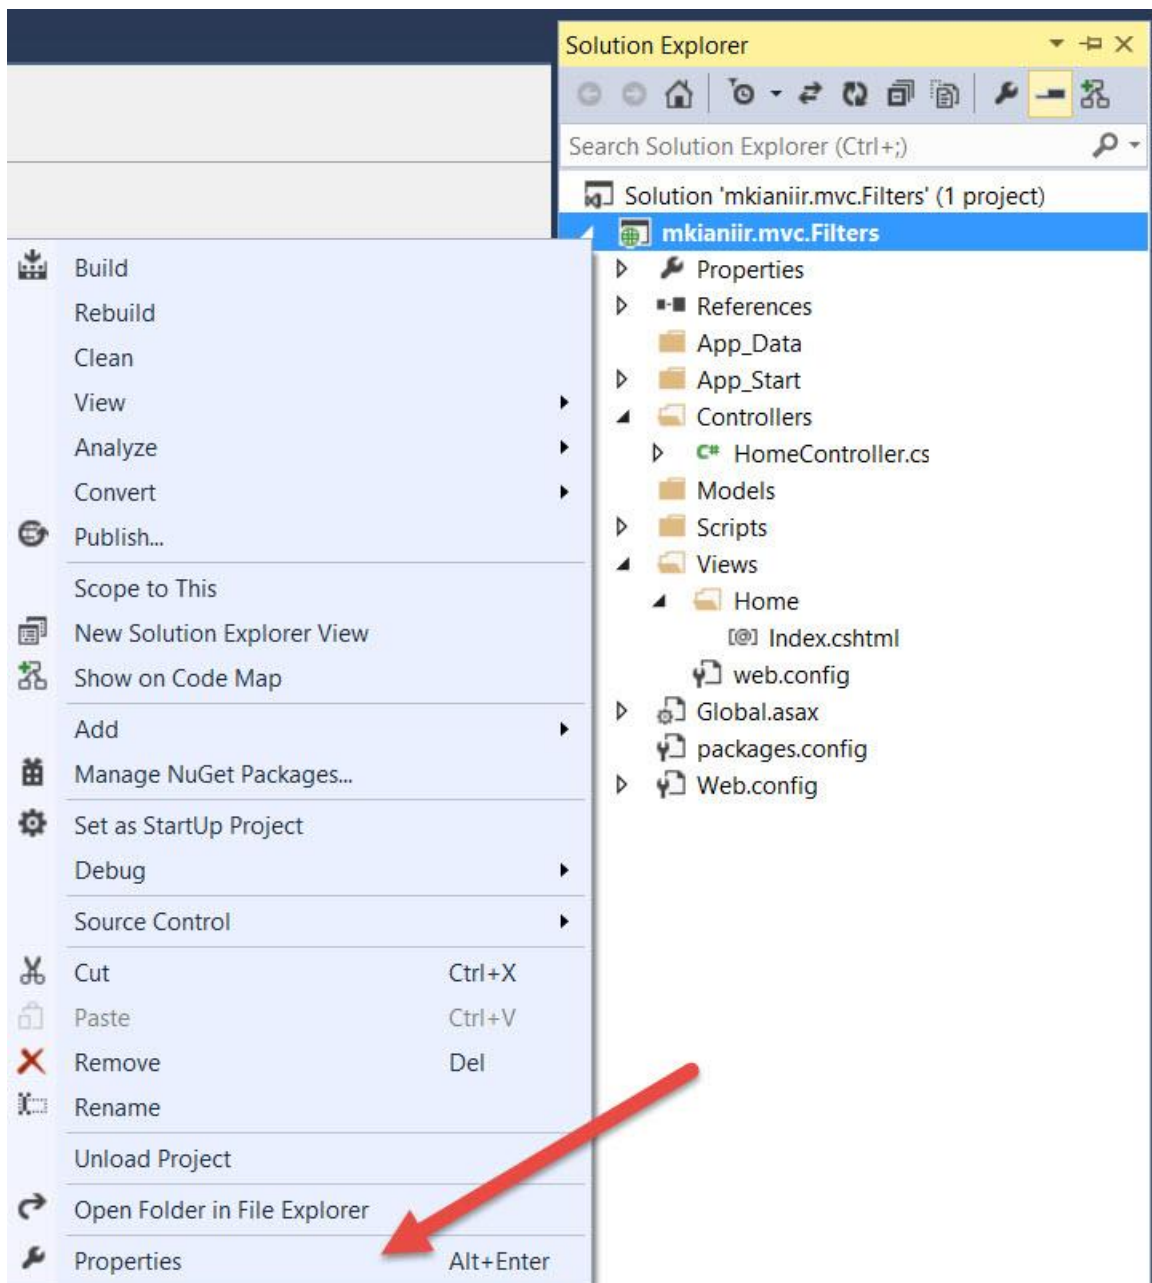 Solution Explorer
Search Solution Explorer (Ctrl+;)
Solution 'mkianiir.mvc.Filters' (1 project)
mkianiir.mvc.Filters
Properties
References
App_Data
App_Start
Controllers
C# HomeController.cs
Models
Scripts
Views
Home
[@] Index.cshtml
web.config
Global.asax
packages.config
Web.config
Build
Rebuild
Clean
View
Analyze
Convert
Publish...
Scope to This
New Solution Explorer View
Show on Code Map
Add
Manage NuGet Packages...
Set as StartUp Project
Debug
Source Control
Cut Ctrl+X
Paste Ctrl+V
Remove Del
Rename
Unload Project
Open Folder in File Explorer
Properties Alt+Enter